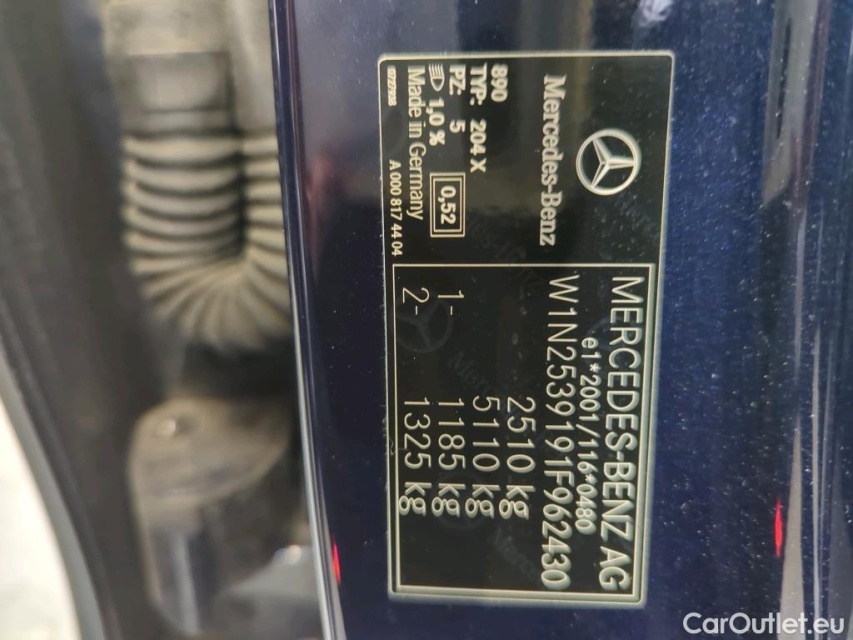 Mercedes-Benz
890
TYP: 204 X
PZ: 5
1,0 %
0,52
Made in Germany
A 000 817 44 04
MERCEDES-BENZ AG
e1*2001/116*0480
W1N2539191F962430
2510 kg
5110 kg
1- 1185 kg
2- 1325 kg
CarOutlet.eu